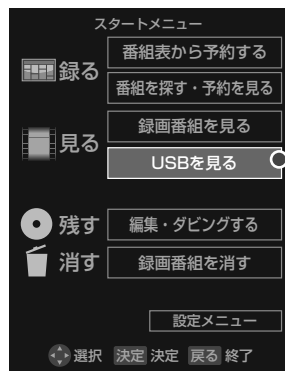 スタートメニュー
録る
番組表から予約する
番組を探す・予約を見る
見る
録画番組を見る
USBを見る
残す
編集・ダビングする
消す
録画番組を消す
設定メニュー
選択 決定 決定 戻る 終了